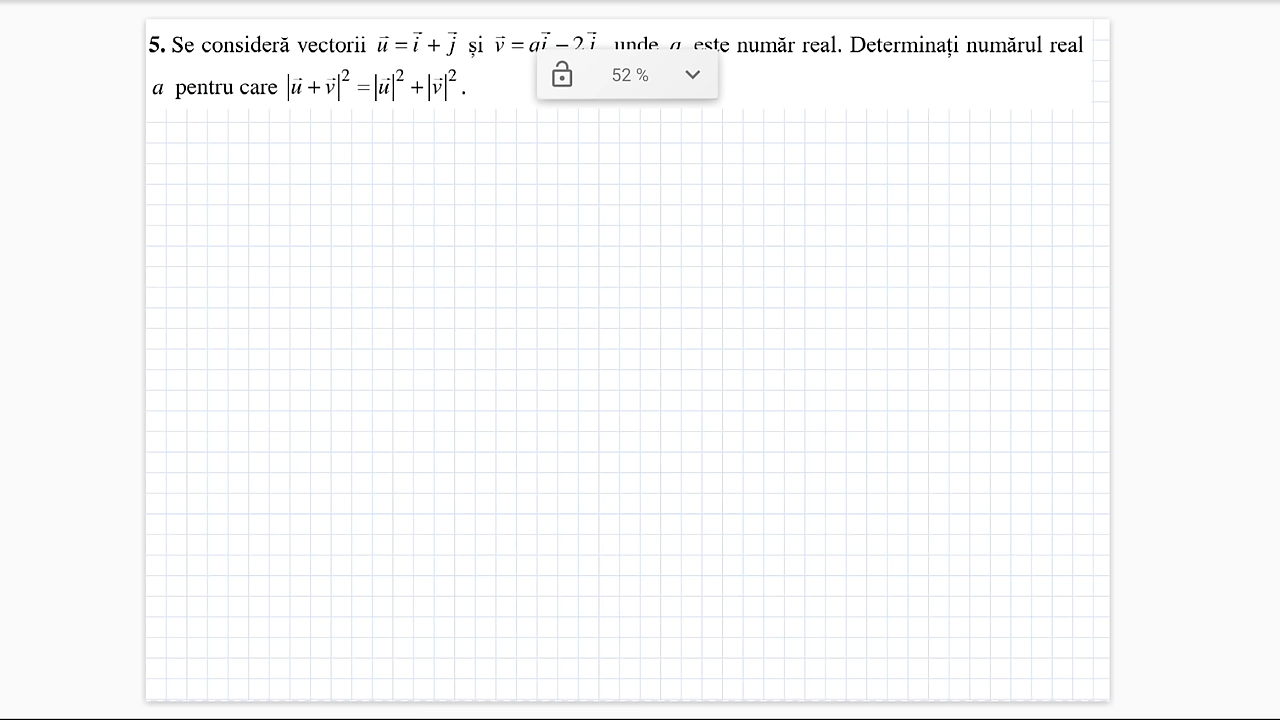 5. Se consideră vectorii u⃗ = i⃗ + j⃗ și v⃗ = ai⃗ − 2j⃗ unde a este număr real. Determinați numărul real
a pentru care |u⃗ + v⃗|² = |u⃗|² + |v⃗|².
52 %